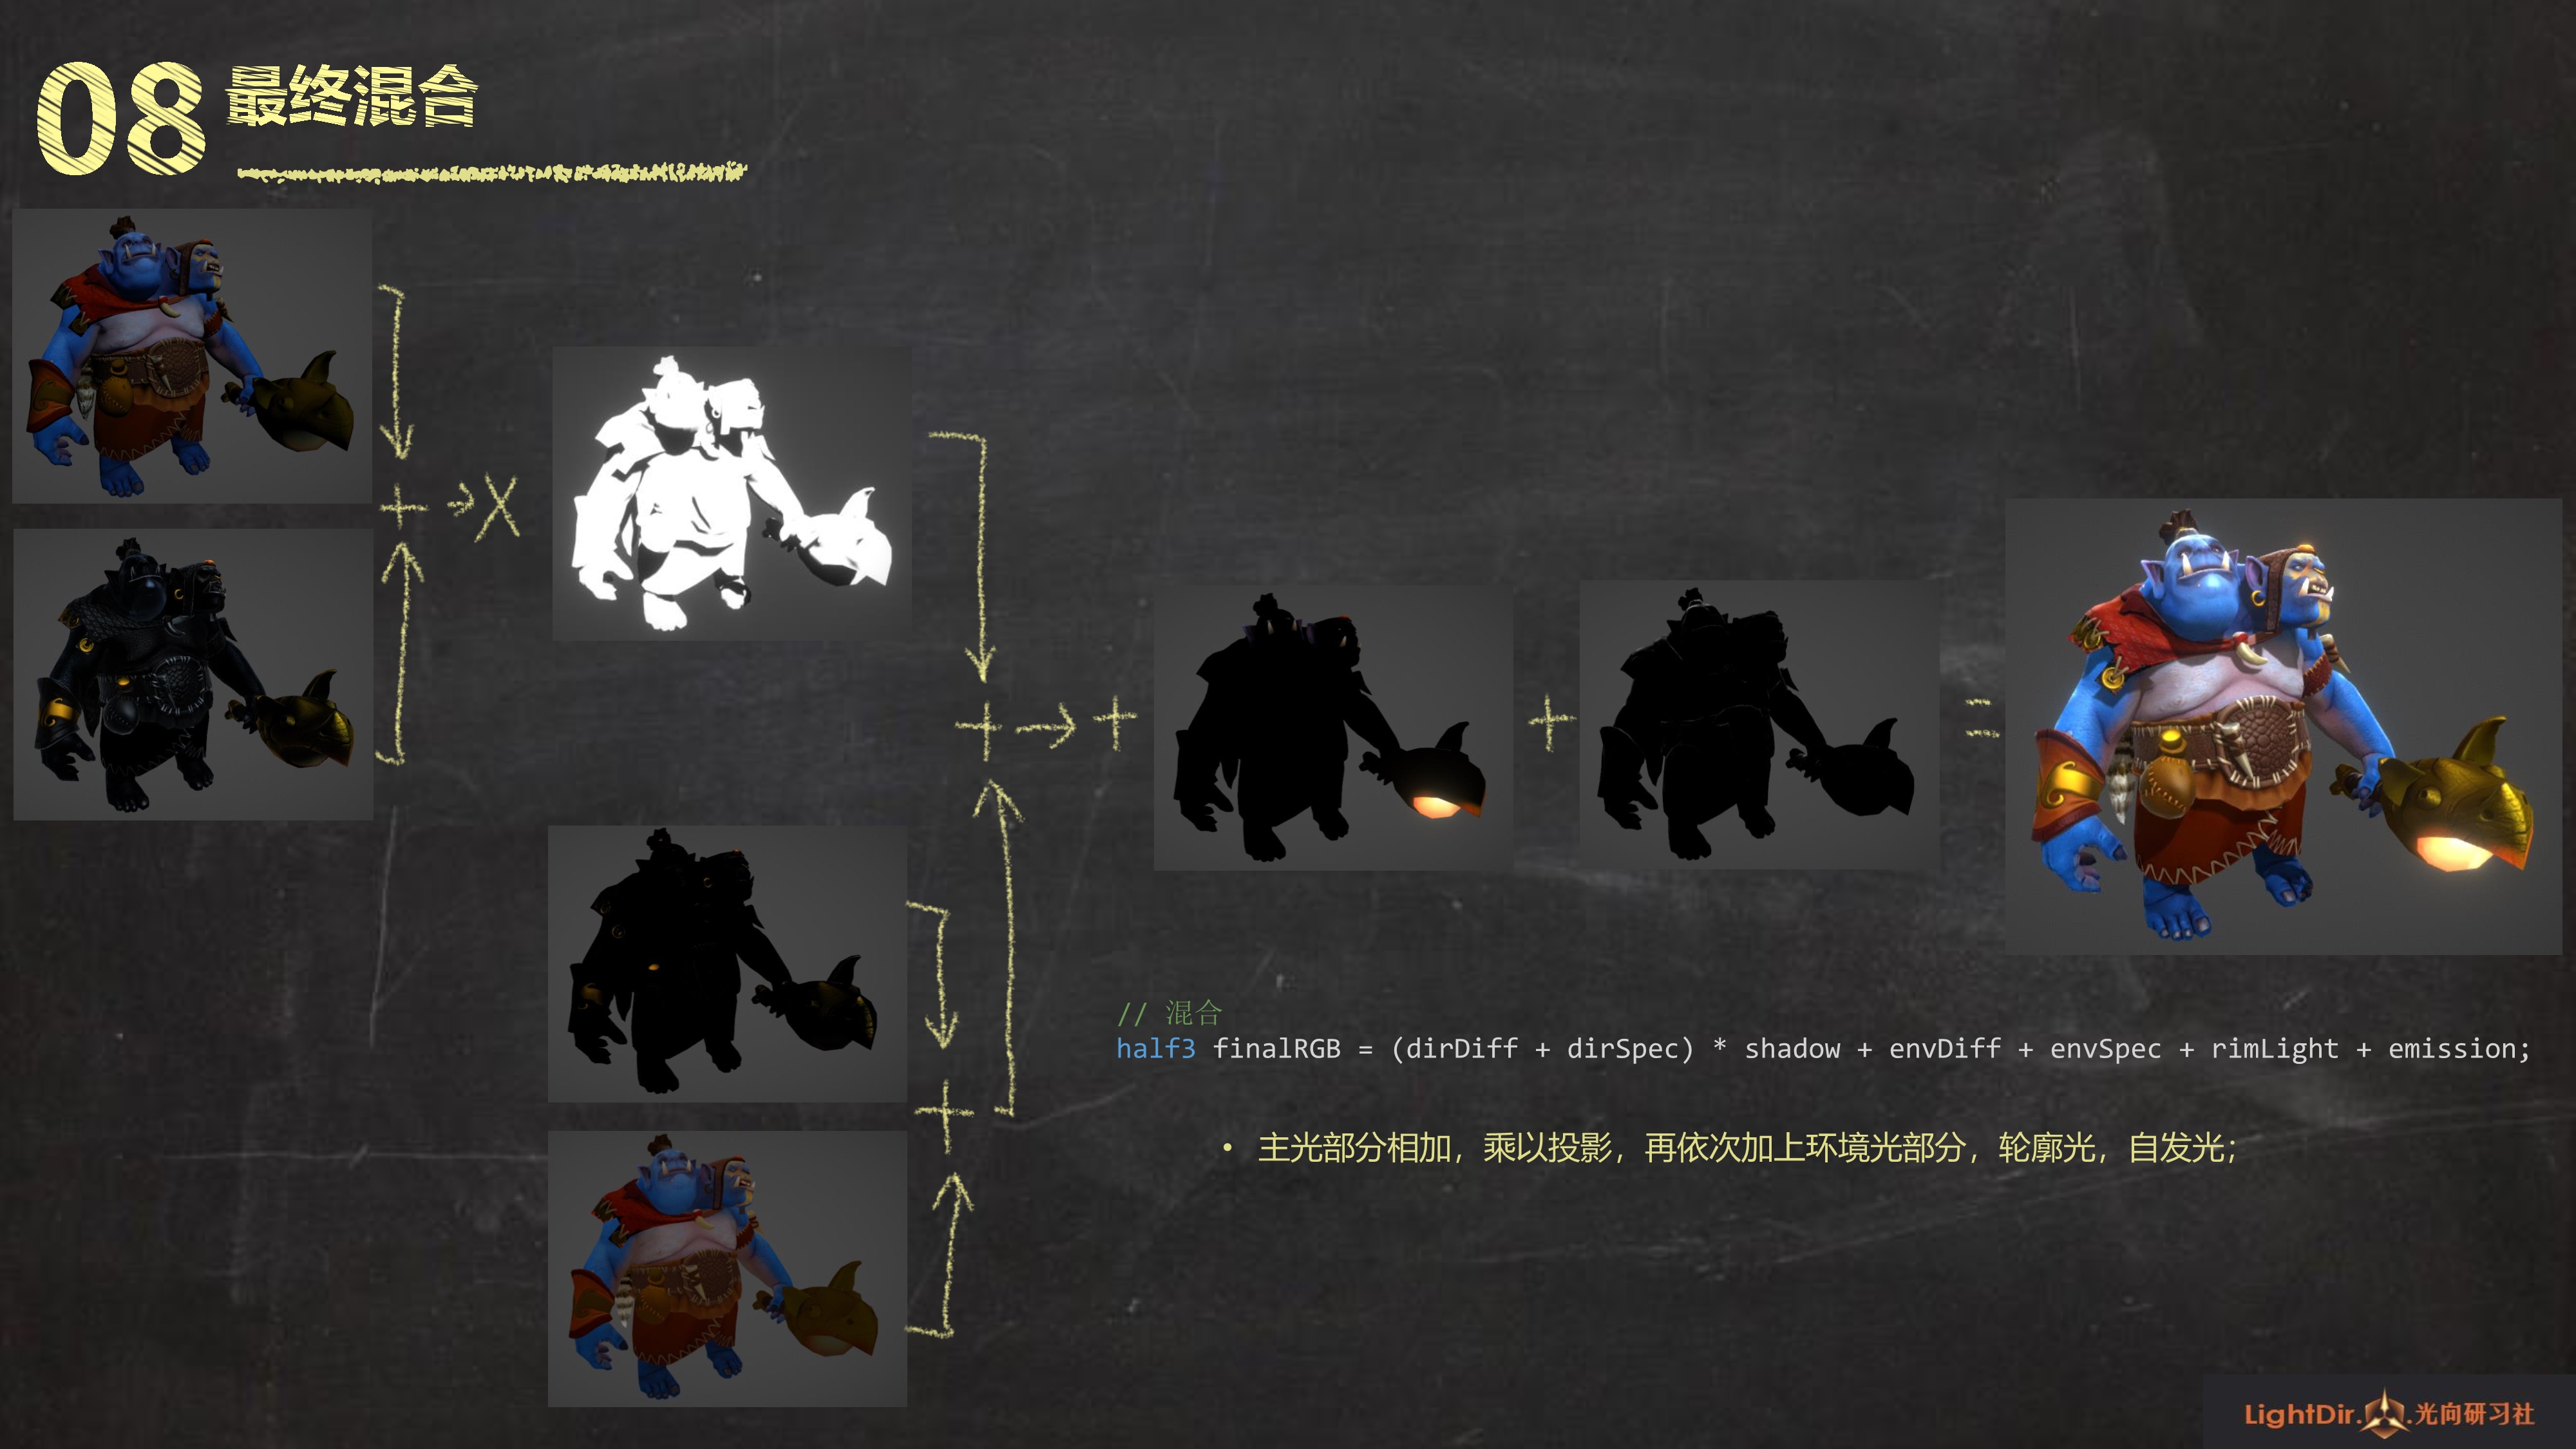 08 最终混合
+ → X
+ → + + =
+
// 混合
half3 finalRGB = (dirDiff + dirSpec) * shadow + envDiff + envSpec + rimLight + emission;
• 主光部分相加，乘以投影，再依次加上环境光部分，轮廓光，自发光；
LightDir. .光向研习社